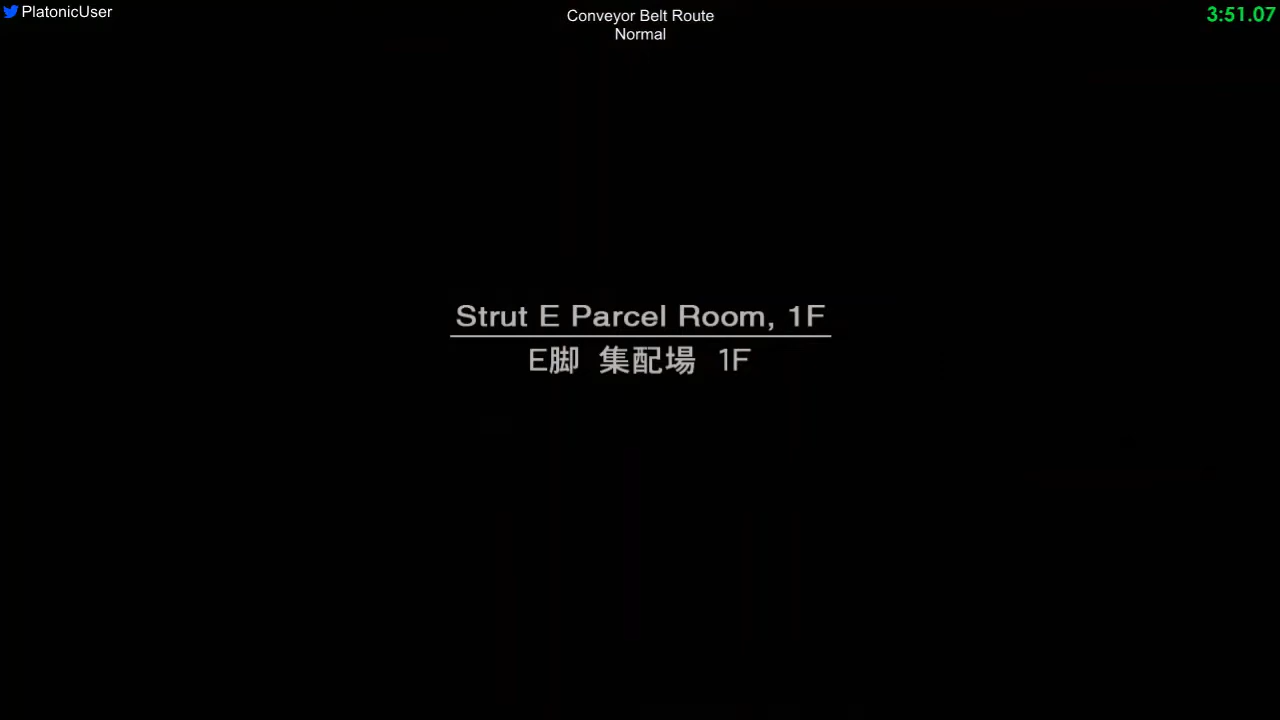 PlatonicUser
Conveyor Belt Route
Normal
3:51.07
Strut E Parcel Room, 1F
E脚 集配場 1F